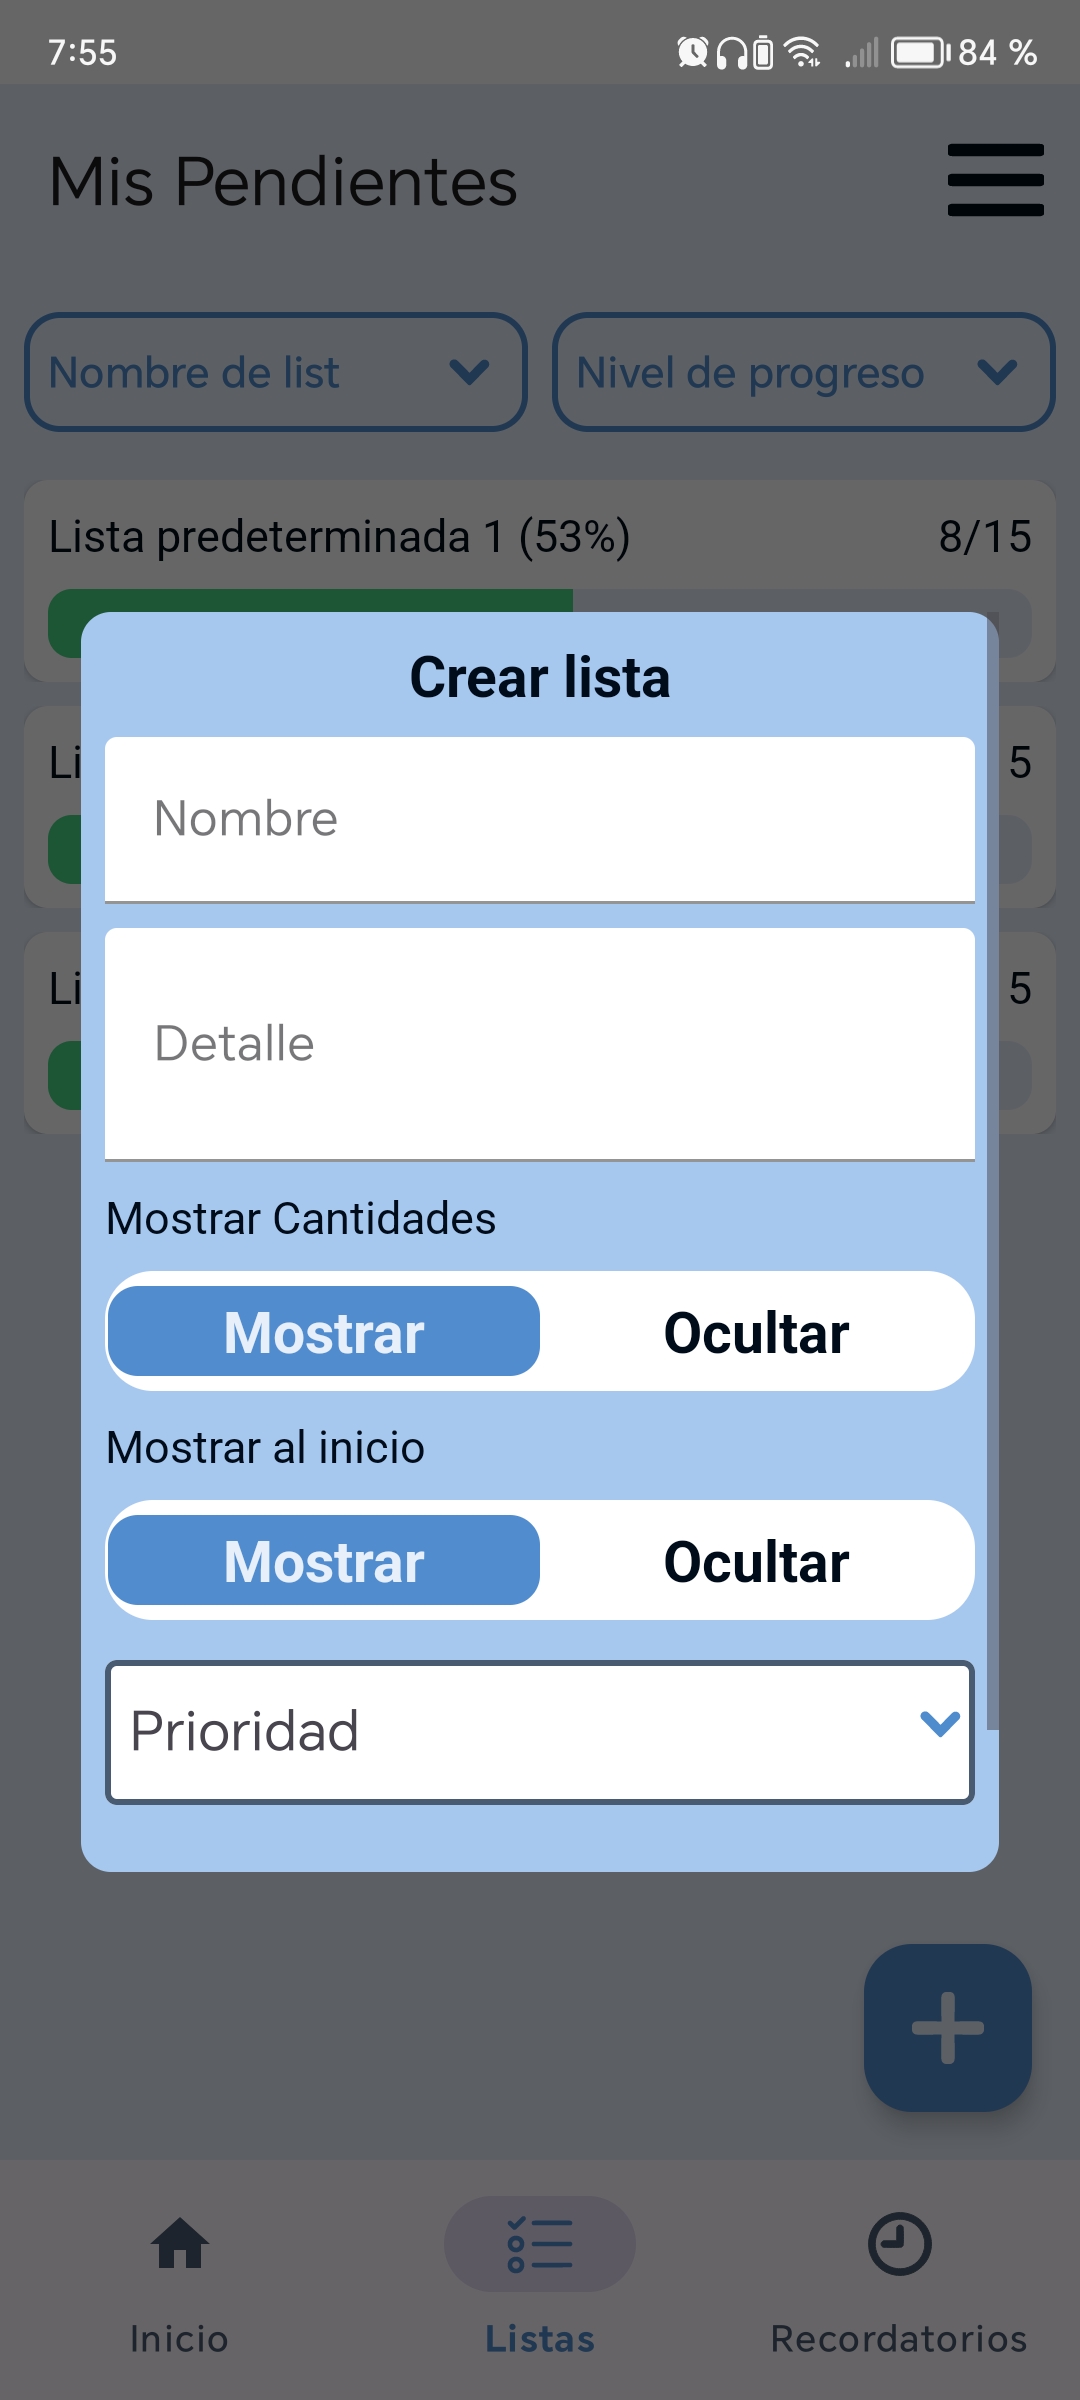 7:55
84 %
Mis Pendientes
Nombre de list
Nivel de progreso
Lista predeterminada 1 (53%)
8/15
Crear lista
Li
5
Nombre
Li
5
Detalle
Mostrar Cantidades
Mostrar
Ocultar
Mostrar al inicio
Mostrar
Ocultar
Prioridad
Inicio
Listas
Recordatorios